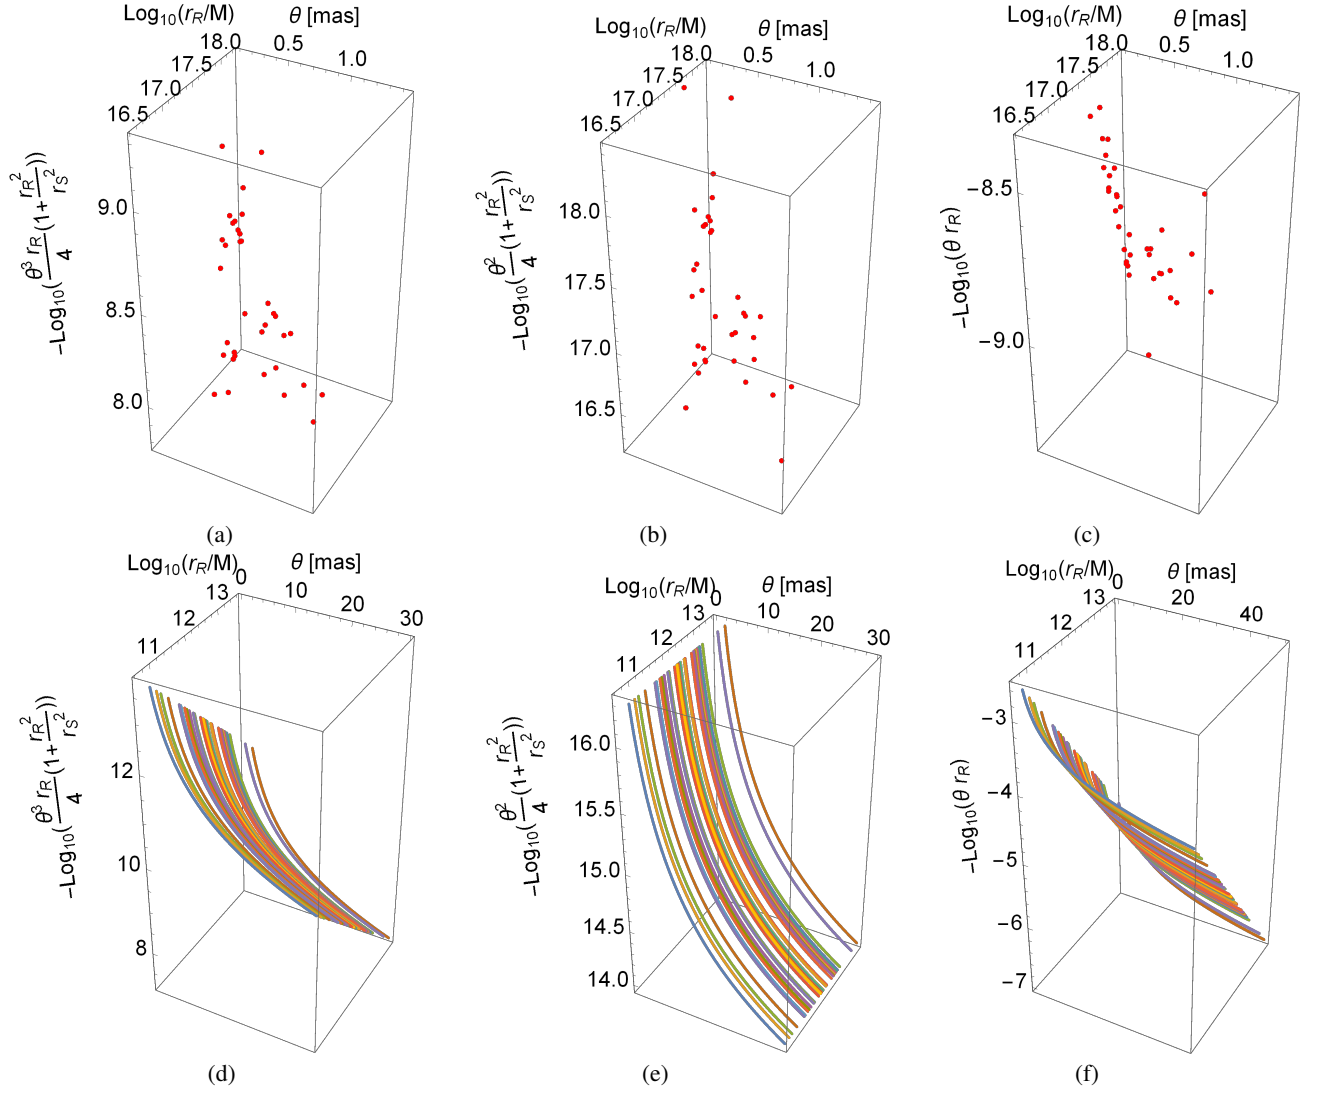 Log10(rR/M) θ [mas]
18.0 0.5 1.0
17.5
17.0
16.5
−Log10(θ³ rR/4 (1+rR²/rS²))
9.0
8.5
8.0
(a)
Log10(rR/M) θ [mas]
18.0 0.5 1.0
17.5
17.0
16.5
−Log10(θ²/4 (1+rR²/rS²))
18.0
17.5
17.0
16.5
(b)
Log10(rR/M) θ [mas]
18.0 0.5 1.0
17.5
17.0
16.5
−Log10(θ rR)
−8.5
−9.0
(c)
Log10(rR/M) θ [mas]
0 10 20 30
13
12
11
−Log10(θ³ rR/4 (1+rR²/rS²))
12
10
8
(d)
Log10(rR/M) θ [mas]
0 10 20 30
13
12
11
−Log10(θ²/4 (1+rR²/rS²))
16.0
15.5
15.0
14.5
14.0
(e)
Log10(rR/M) θ [mas]
0 20 40
13
12
11
−Log10(θ rR)
−3
−4
−5
−6
−7
(f)